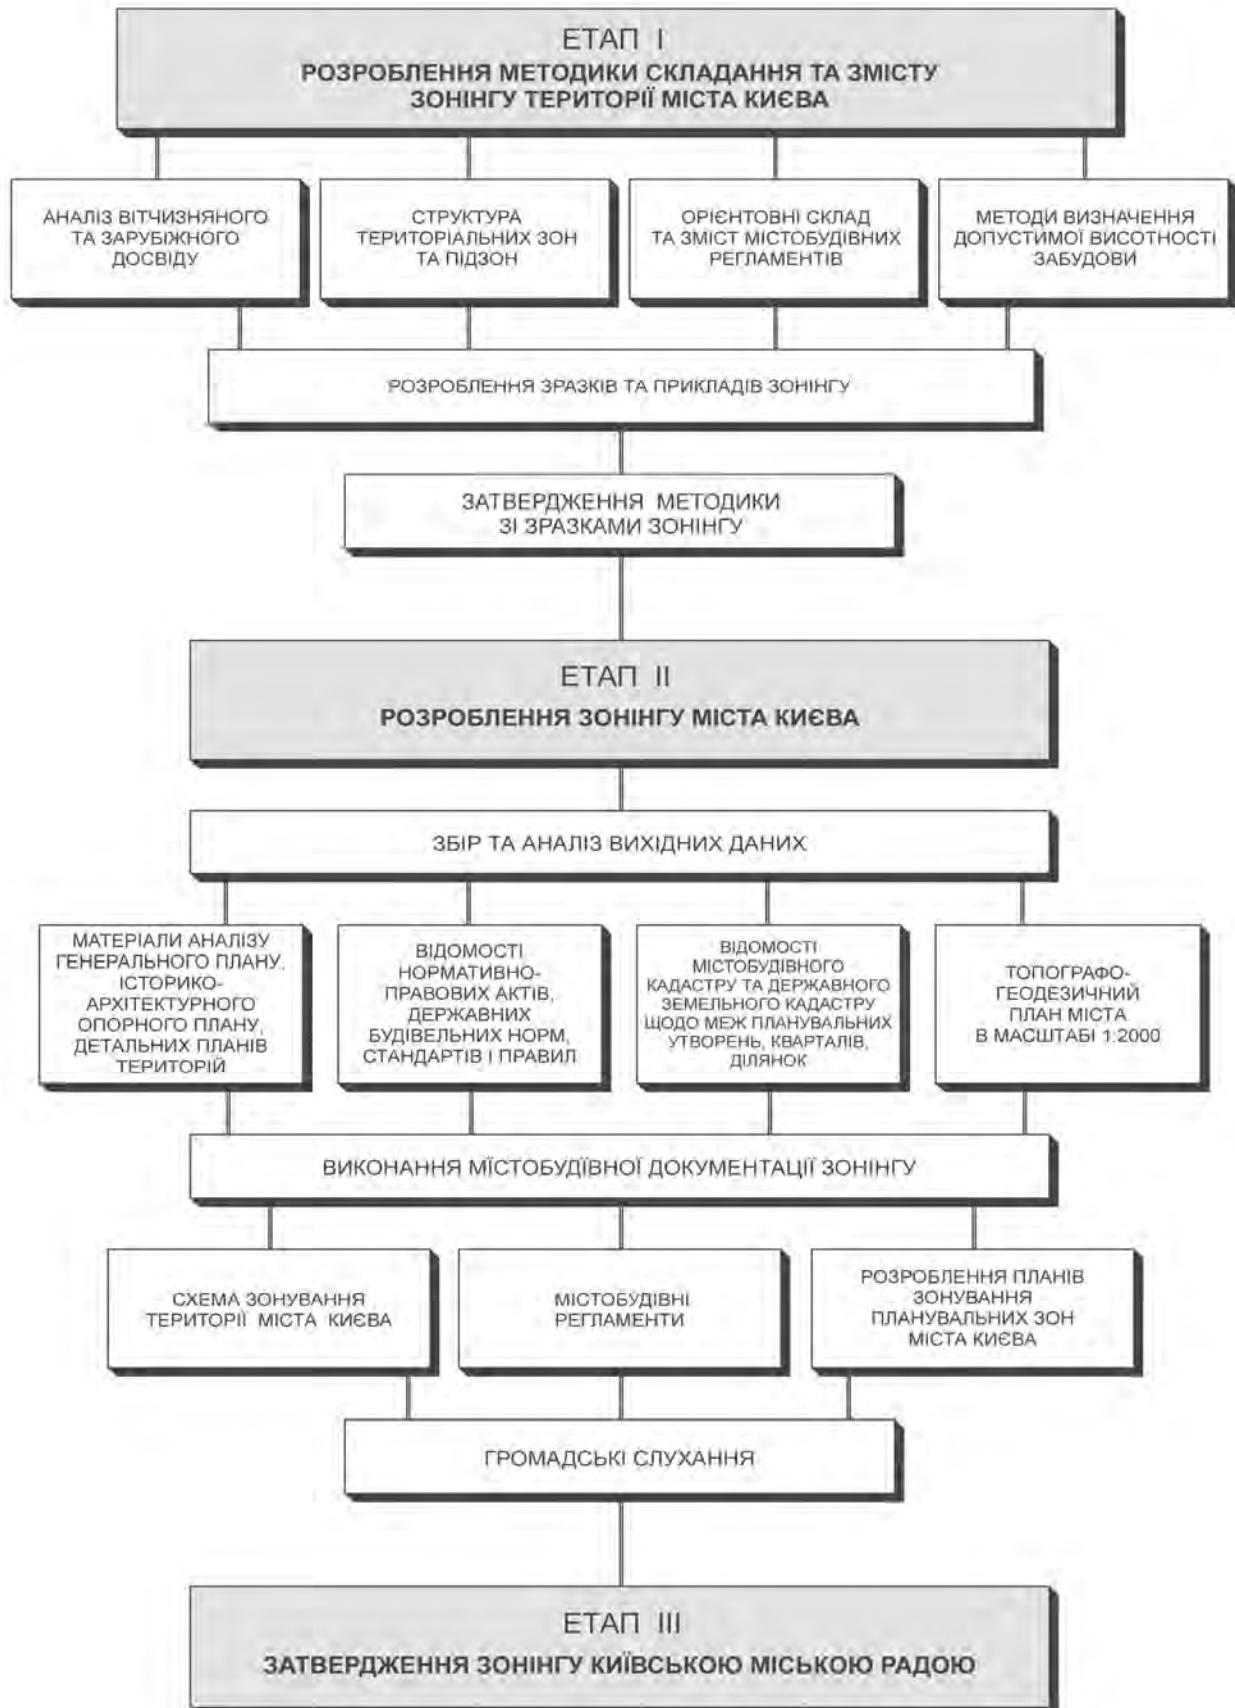 ЕТАП I
РОЗРОБЛЕННЯ МЕТОДИКИ СКЛАДАННЯ ТА ЗМІСТУ
ЗОНІНГУ ТЕРИТОРІЇ МІСТА КИЄВА
АНАЛІЗ ВІТЧИЗНЯНОГО
ТА ЗАРУБІЖНОГО
ДОСВІДУ
СТРУКТУРА
ТЕРИТОРІАЛЬНИХ ЗОН
ТА ПІДЗОН
ОРІЄНТОВНІ СКЛАД
ТА ЗМІСТ МІСТОБУДІВНИХ
РЕГЛАМЕНТІВ
МЕТОДИ ВИЗНАЧЕННЯ
ДОПУСТИМОЇ ВИСОТНОСТІ
ЗАБУДОВИ
РОЗРОБЛЕННЯ ЗРАЗКІВ ТА ПРИКЛАДІВ ЗОНІНГУ
ЗАТВЕРДЖЕННЯ МЕТОДИКИ
ЗІ ЗРАЗКАМИ ЗОНІНГУ
ЕТАП II
РОЗРОБЛЕННЯ ЗОНІНГУ МІСТА КИЄВА
ЗБІР ТА АНАЛІЗ ВИХІДНИХ ДАНИХ
МАТЕРІАЛИ АНАЛІЗУ
ГЕНЕРАЛЬНОГО ПЛАНУ,
ІСТОРИКО-
АРХІТЕКТУРНОГО
ОПОРНОГО ПЛАНУ,
ДЕТАЛЬНИХ ПЛАНІВ
ТЕРИТОРІЙ
ВІДОМОСТІ
НОРМАТИВНО-
ПРАВОВИХ АКТІВ,
ДЕРЖАВНИХ
БУДІВЕЛЬНИХ НОРМ,
СТАНДАРТІВ І ПРАВИЛ
ВІДОМОСТІ
МІСТОБУДІВНОГО
КАДАСТРУ ТА ДЕРЖАВНОГО
ЗЕМЕЛЬНОГО КАДАСТРУ
ЩОДО МЕЖ ПЛАНУВАЛЬНИХ
УТВОРЕНЬ, КВАРТАЛІВ,
ДІЛЯНОК
ТОПОГРАФО-
ГЕОДЕЗИЧНИЙ
ПЛАН МІСТА
В МАСШТАБІ 1:2000
ВИКОНАННЯ МЇСТОБУДЇВНОЇ ДОКУМЕНТАЦІЇ ЗОНІНГУ
СХЕМА ЗОНУВАННЯ
ТЕРИТОРІЇ МІСТА КИЄВА
МІСТОБУДІВНІ
РЕГЛАМЕНТИ
РОЗРОБЛЕННЯ ПЛАНІВ
ЗОНУВАННЯ
ПЛАНУВАЛЬНИХ ЗОН
МІСТА КИЄВА
ГРОМАДСЬКІ СЛУХАННЯ
ЕТАП III
ЗАТВЕРДЖЕННЯ ЗОНІНГУ КИЇВСЬКОЮ МІСЬКОЮ РАДОЮ